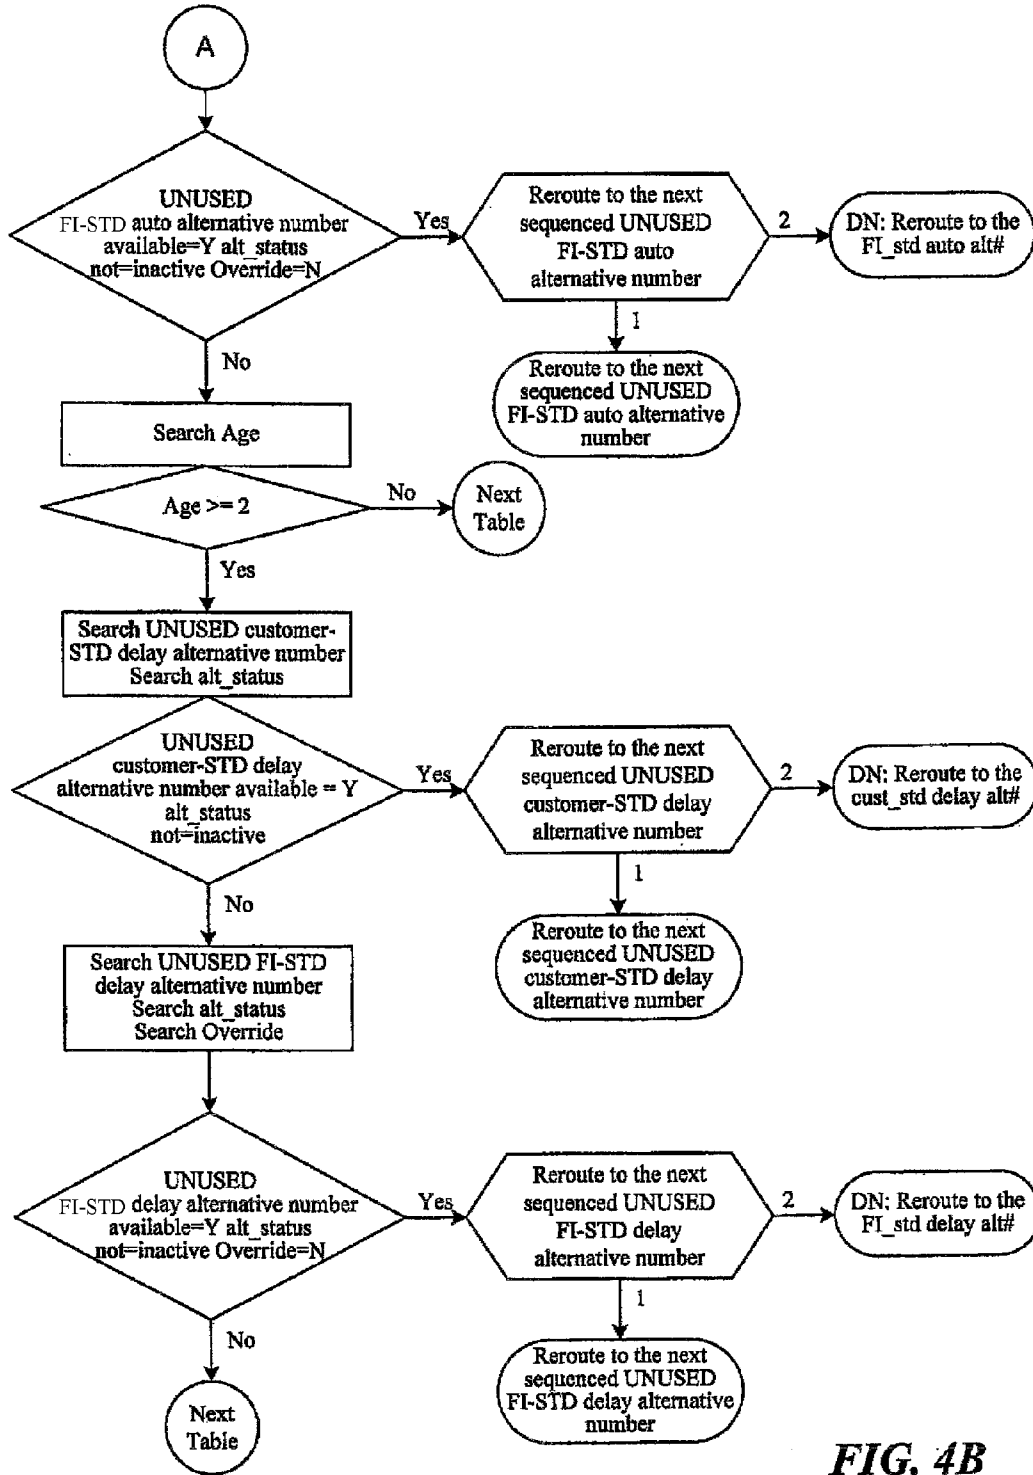 A
UNUSED
FI-STD auto alternative number
available=Y alt_status
not=inactive Override=N
Yes
Reroute to the next
sequenced UNUSED
FI-STD auto
alternative number
2
DN: Reroute to the
FI_std auto alt#
1
Reroute to the next
sequenced UNUSED
FI-STD auto alternative
number
No
Search Age
Age >= 2
No
Next
Table
Yes
Search UNUSED customer-
STD delay alternative number
Search alt_status
UNUSED
customer-STD delay
alternative number available = Y
alt_status
not=inactive
Yes
Reroute to the next
sequenced UNUSED
customer-STD delay
alternative number
2
DN: Reroute to the
cust_std delay alt#
1
Reroute to the next
sequenced UNUSED
customer-STD delay
alternative number
No
Search UNUSED FI-STD
delay alternative number
Search alt_status
Search Override
UNUSED
FI-STD delay alternative number
available=Y alt_status
not=inactive Override=N
Yes
Reroute to the next
sequenced UNUSED
FI-STD delay
alternative number
2
DN: Reroute to the
FI_std delay alt#
1
Reroute to the next
sequenced UNUSED
FI-STD delay alternative
number
No
Next
Table
FIG. 4B